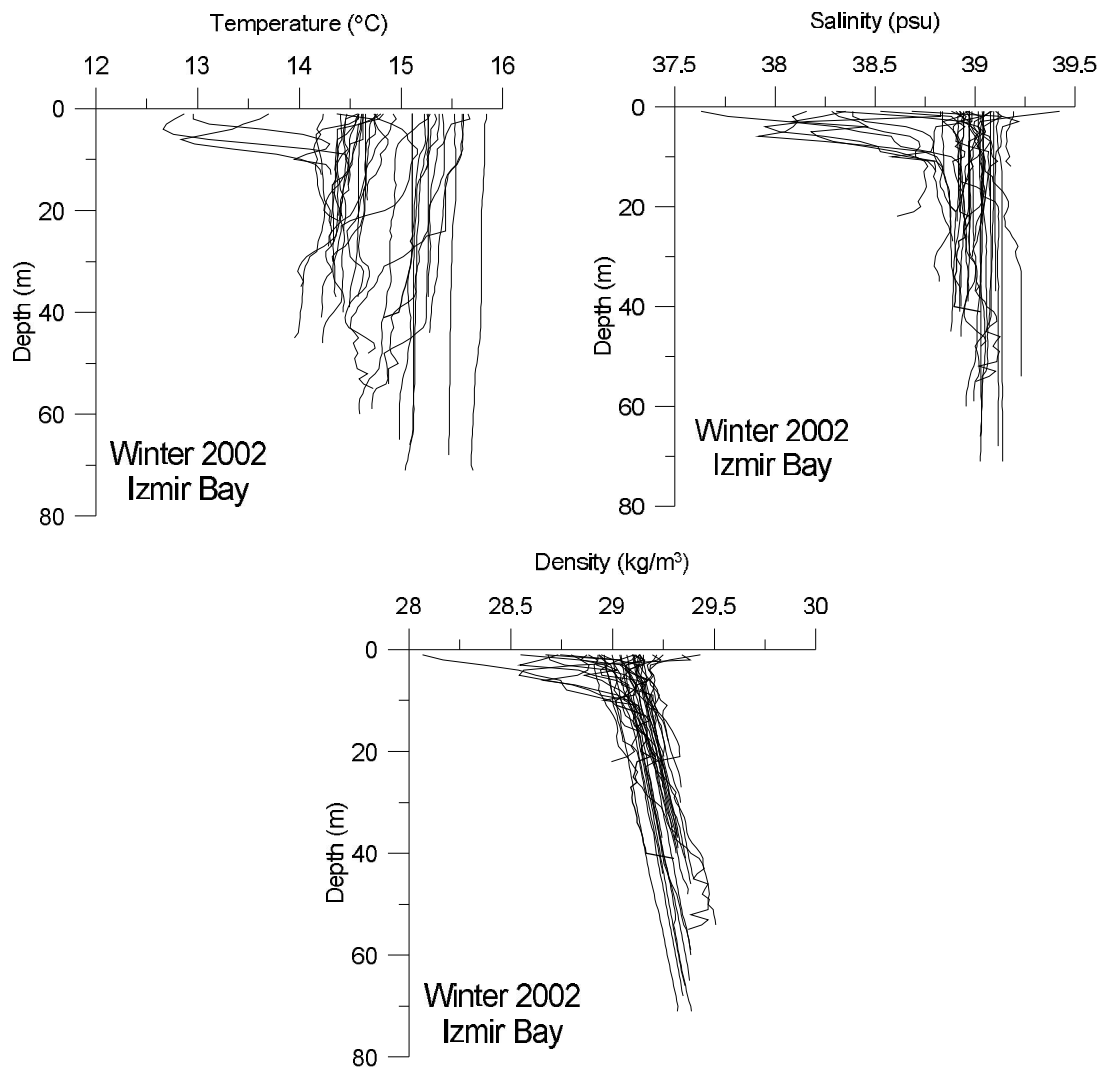 Temperature (°C)
12 13 14 15 16
0
20
40
60
80
Depth (m)
Winter 2002
Izmir Bay
Salinity (psu)
37.5 38 38.5 39 39.5
0
20
40
60
80
Depth (m)
Winter 2002
Izmir Bay
Density (kg/m³)
28 28.5 29 29.5 30
0
20
40
60
80
Depth (m)
Winter 2002
Izmir Bay